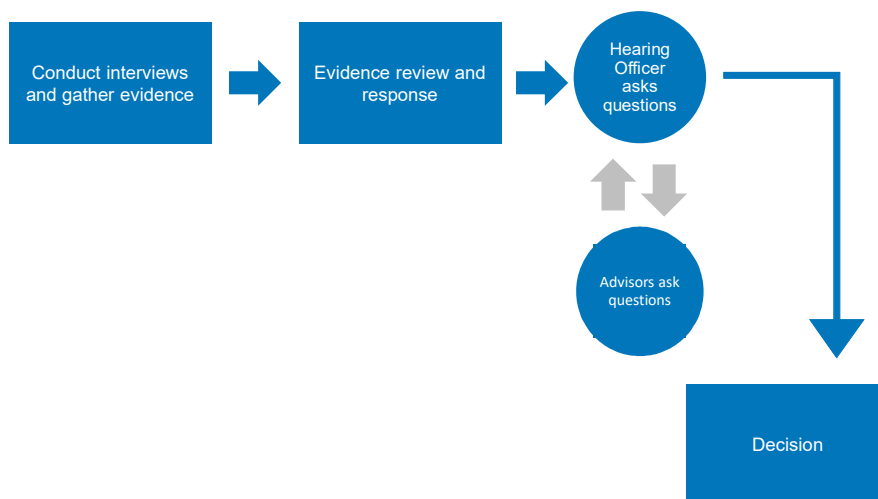 Conduct interviews
and gather evidence
Evidence review and
response
Hearing
Officer
asks
questions
Advisors ask
questions
Decision